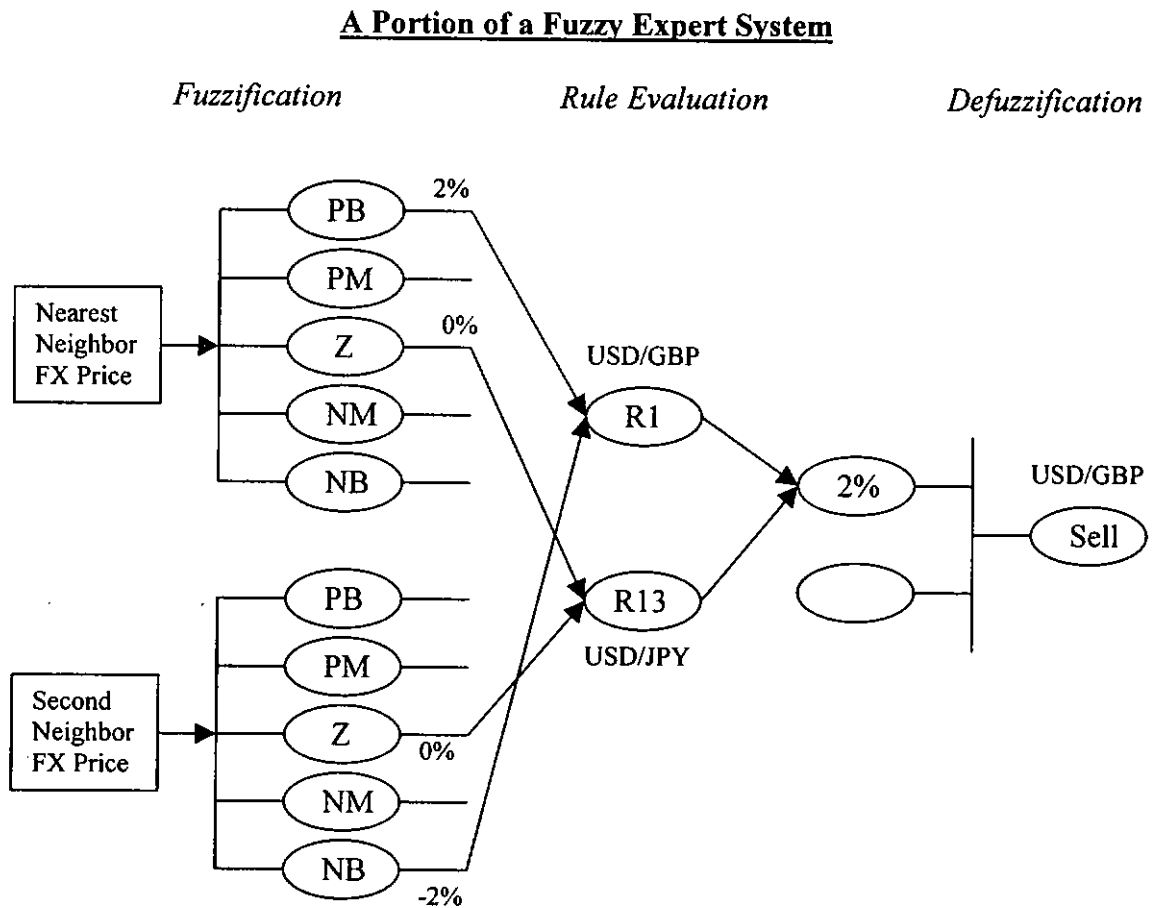 A Portion of a Fuzzy Expert System
Fuzzification
Rule Evaluation
Defuzzification
PB
2%
PM
Z
0%
NM
NB
Nearest
Neighbor
FX Price
USD/GBP
R1
R13
USD/JPY
2%
USD/GBP
Sell
PB
PM
Z
0%
NM
NB
-2%
Second
Neighbor
FX Price